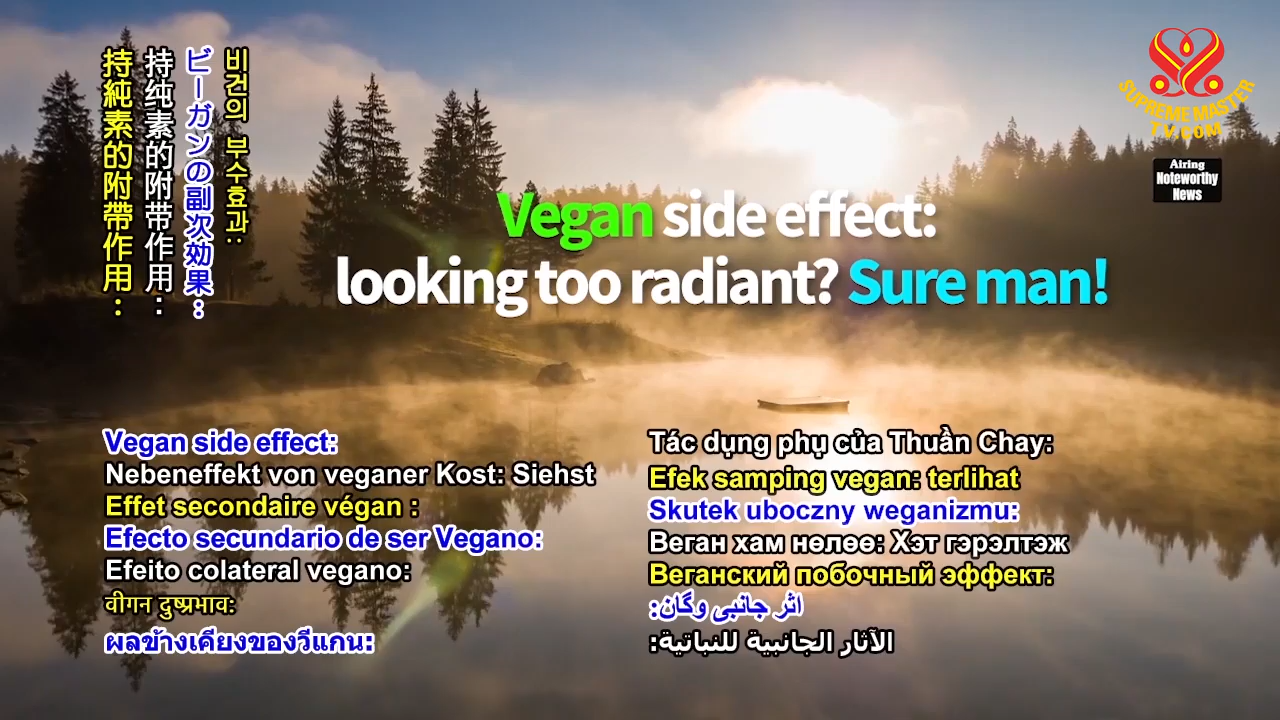 持純素的附帶作用：
持纯素的附带作用：
ビーガンの副次効果：
비건의 부수효과:
SUPREME MASTER
TV.COM
Airing
Noteworthy
News
Vegan side effect:
looking too radiant? Sure man!
Vegan side effect:
Nebeneffekt von veganer Kost: Siehst
Effet secondaire végan :
Efecto secundario de ser Vegano:
Efeito colateral vegano:
वीगन दुष्प्रभाव:
ผลข้างเคียงของวีแกน:
Tác dụng phụ của Thuần Chay:
Efek samping vegan: terlihat
Skutek uboczny weganizmu:
Веган хам нөлөө: Хэт гэрэлтэж
Веганский побочный эффект:
اثر جانبی وگان:
الآثار الجانبية للنباتية: